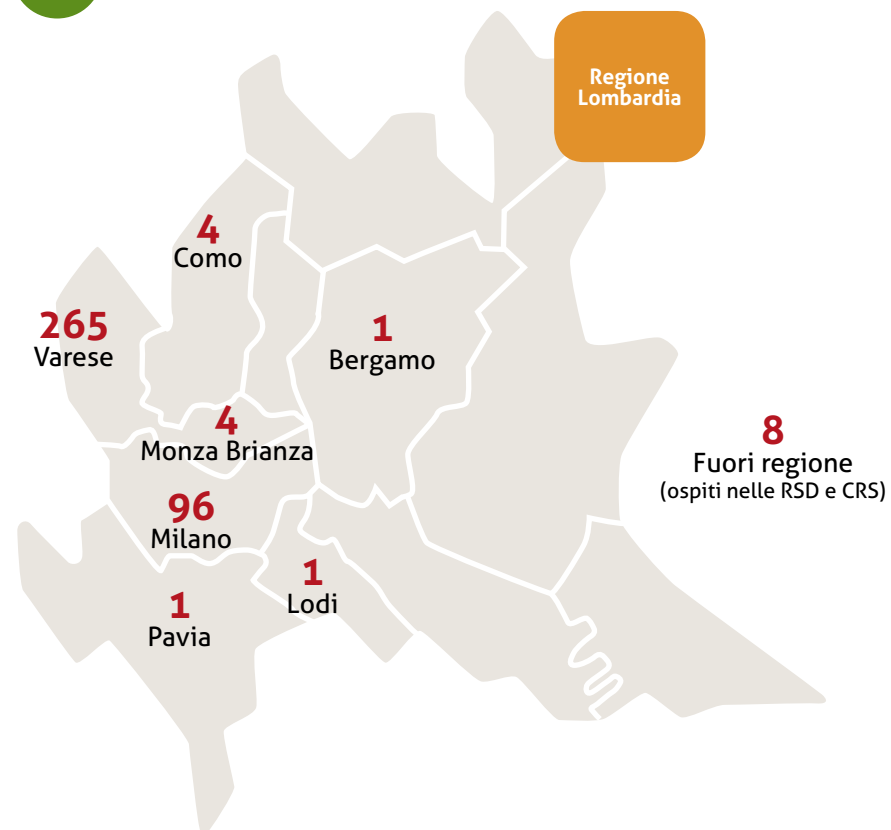 Regione
Lombardia
4
Como
265
Varese
1
Bergamo
4
Monza Brianza
8
Fuori regione
(ospiti nelle RSD e CRS)
96
Milano
1
Lodi
1
Pavia